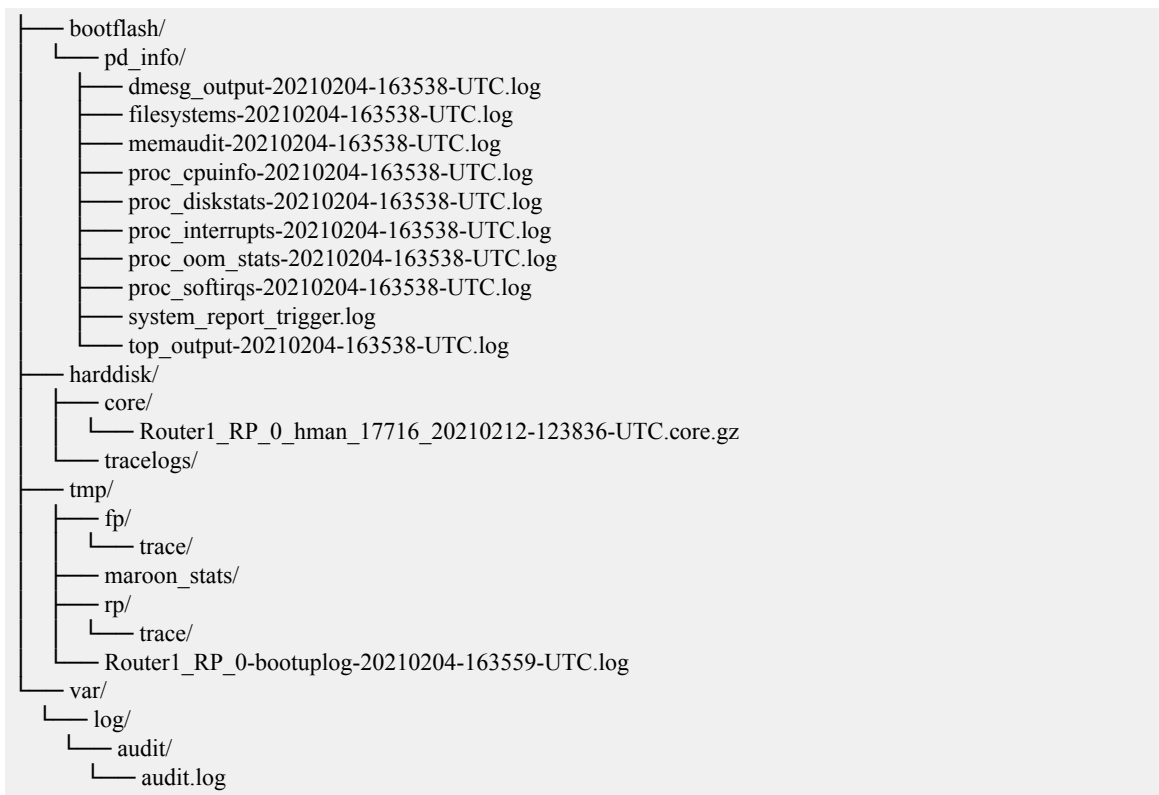 bootflash/
pd_info/
dmesg_output-20210204-163538-UTC.log
filesystems-20210204-163538-UTC.log
memaudit-20210204-163538-UTC.log
proc_cpuinfo-20210204-163538-UTC.log
proc_diskstats-20210204-163538-UTC.log
proc_interrupts-20210204-163538-UTC.log
proc_oom_stats-20210204-163538-UTC.log
proc_softirqs-20210204-163538-UTC.log
system_report_trigger.log
top_output-20210204-163538-UTC.log
harddisk/
core/
Router1_RP_0_hman_17716_20210212-123836-UTC.core.gz
tracelogs/
tmp/
fp/
trace/
maroon_stats/
rp/
trace/
Router1_RP_0-bootuplog-20210204-163559-UTC.log
var/
log/
audit/
audit.log